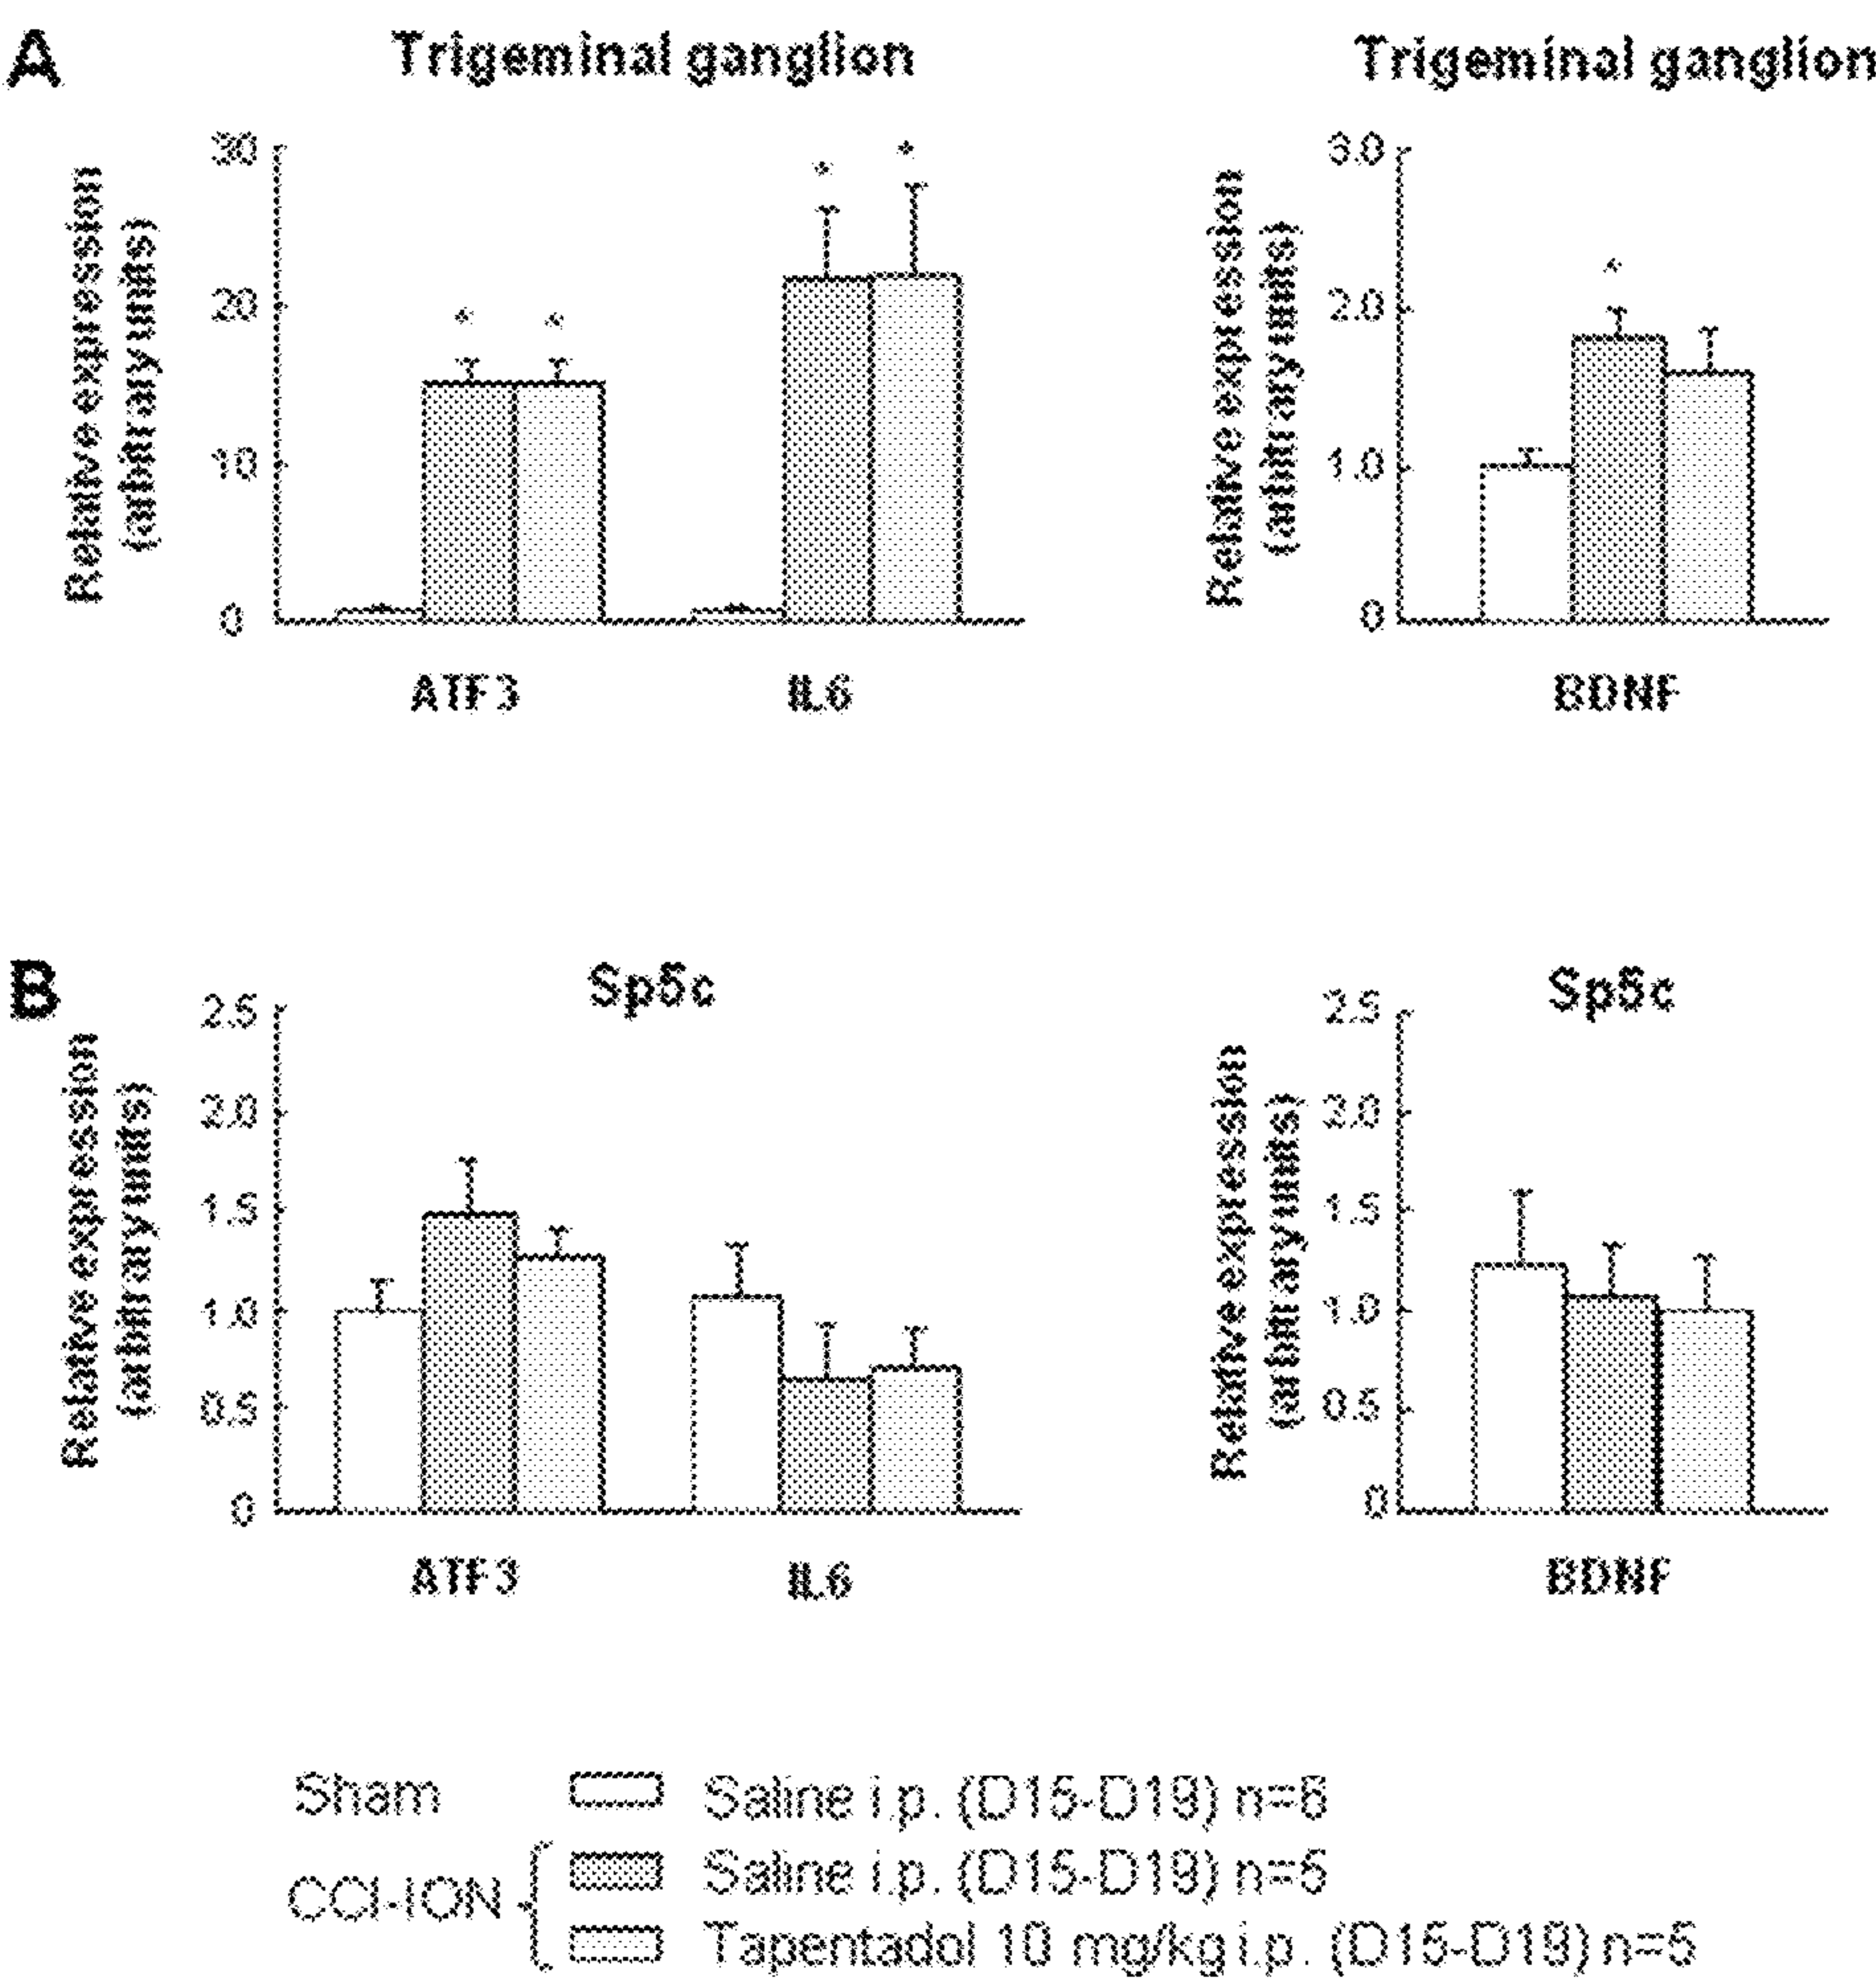 A
Trigeminal ganglion
Trigeminal ganglion
Relative expression
(arbitrary units)
30
20
10
0
* * * *
ATF3 IL6
Relative expression
(arbitrary units)
3.0
2.0
1.0
0
*
BDNF
B
Sp5c
Sp5c
Relative expression
(arbitrary units)
2.5
2.0
1.5
1.0
0.5
0
ATF3 IL6
Relative expression
(arbitrary units)
2.5
2.0
1.5
1.0
0.5
0
BDNF
Sham Saline i.p. (D15-D19)
CCI-ION
Saline i.p. (D15-D19) n=5
Tapentadol 10 mg/kg i.p. (D15-D19) n=5